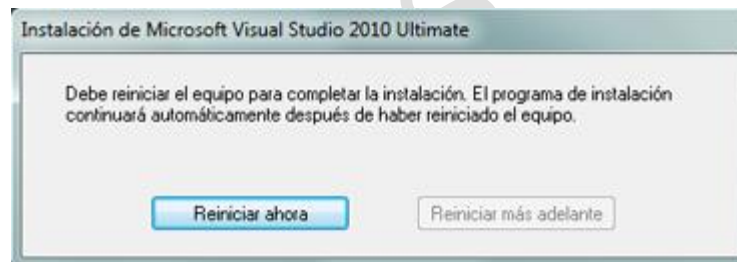 Instalación de Microsoft Visual Studio 2010 Ultimate
Debe reiniciar el equipo para completar la instalación. El programa de instalación
continuará automáticamente después de haber reiniciado el equipo.
Reiniciar ahora
Reiniciar más adelante